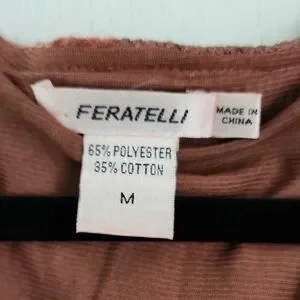 FERATELLI
MADE IN
CHINA
65% POLYESTER
35% COTTON
M